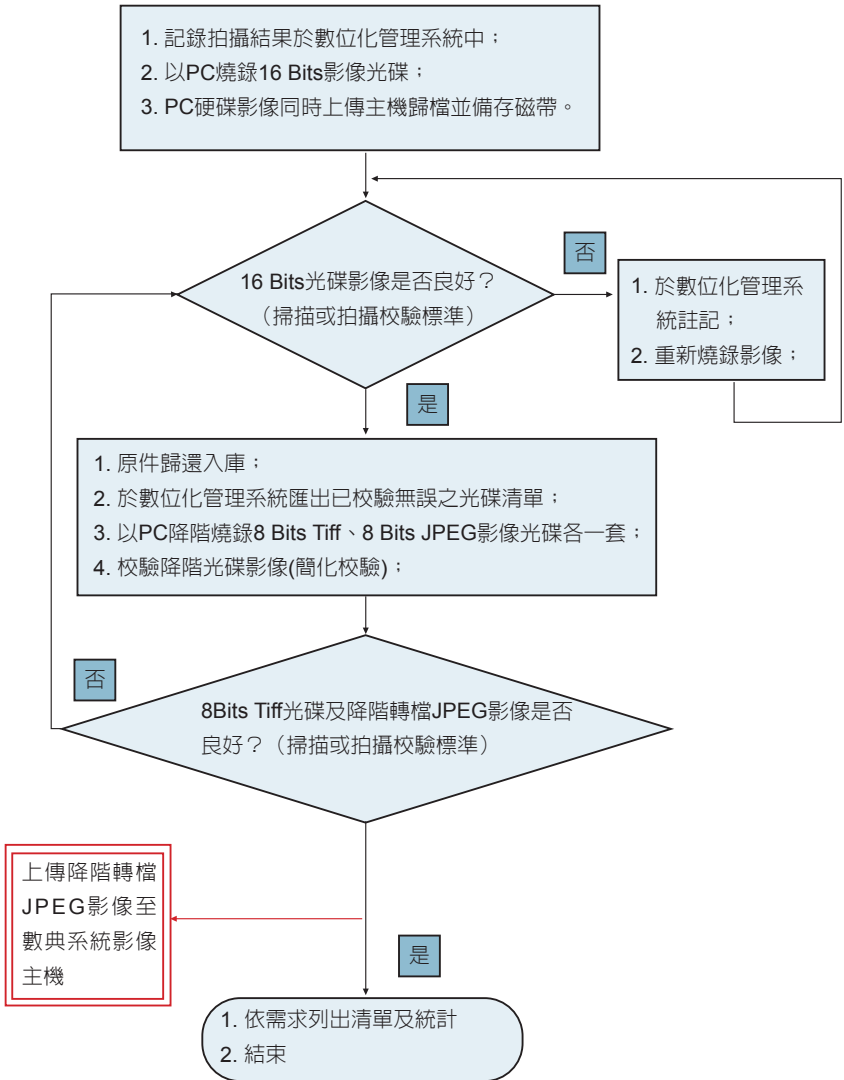 1. 記錄拍攝結果於數位化管理系統中；
2. 以PC燒錄16 Bits影像光碟；
3. PC硬碟影像同時上傳主機歸檔並備存磁帶。
16 Bits光碟影像是否良好？
（掃描或拍攝校驗標準）
否
1. 於數位化管理系
統註記；
2. 重新燒錄影像；
是
1. 原件歸還入庫；
2. 於數位化管理系統匯出已校驗無誤之光碟清單；
3. 以PC降階燒錄8 Bits Tiff、8 Bits JPEG影像光碟各一套；
4. 校驗降階光碟影像(簡化校驗)；
否
8Bits Tiff光碟及降階轉檔JPEG影像是否
良好？（掃描或拍攝校驗標準）
上傳降階轉檔
JPEG影像至
數典系統影像
主機
是
1. 依需求列出清單及統計
2. 結束